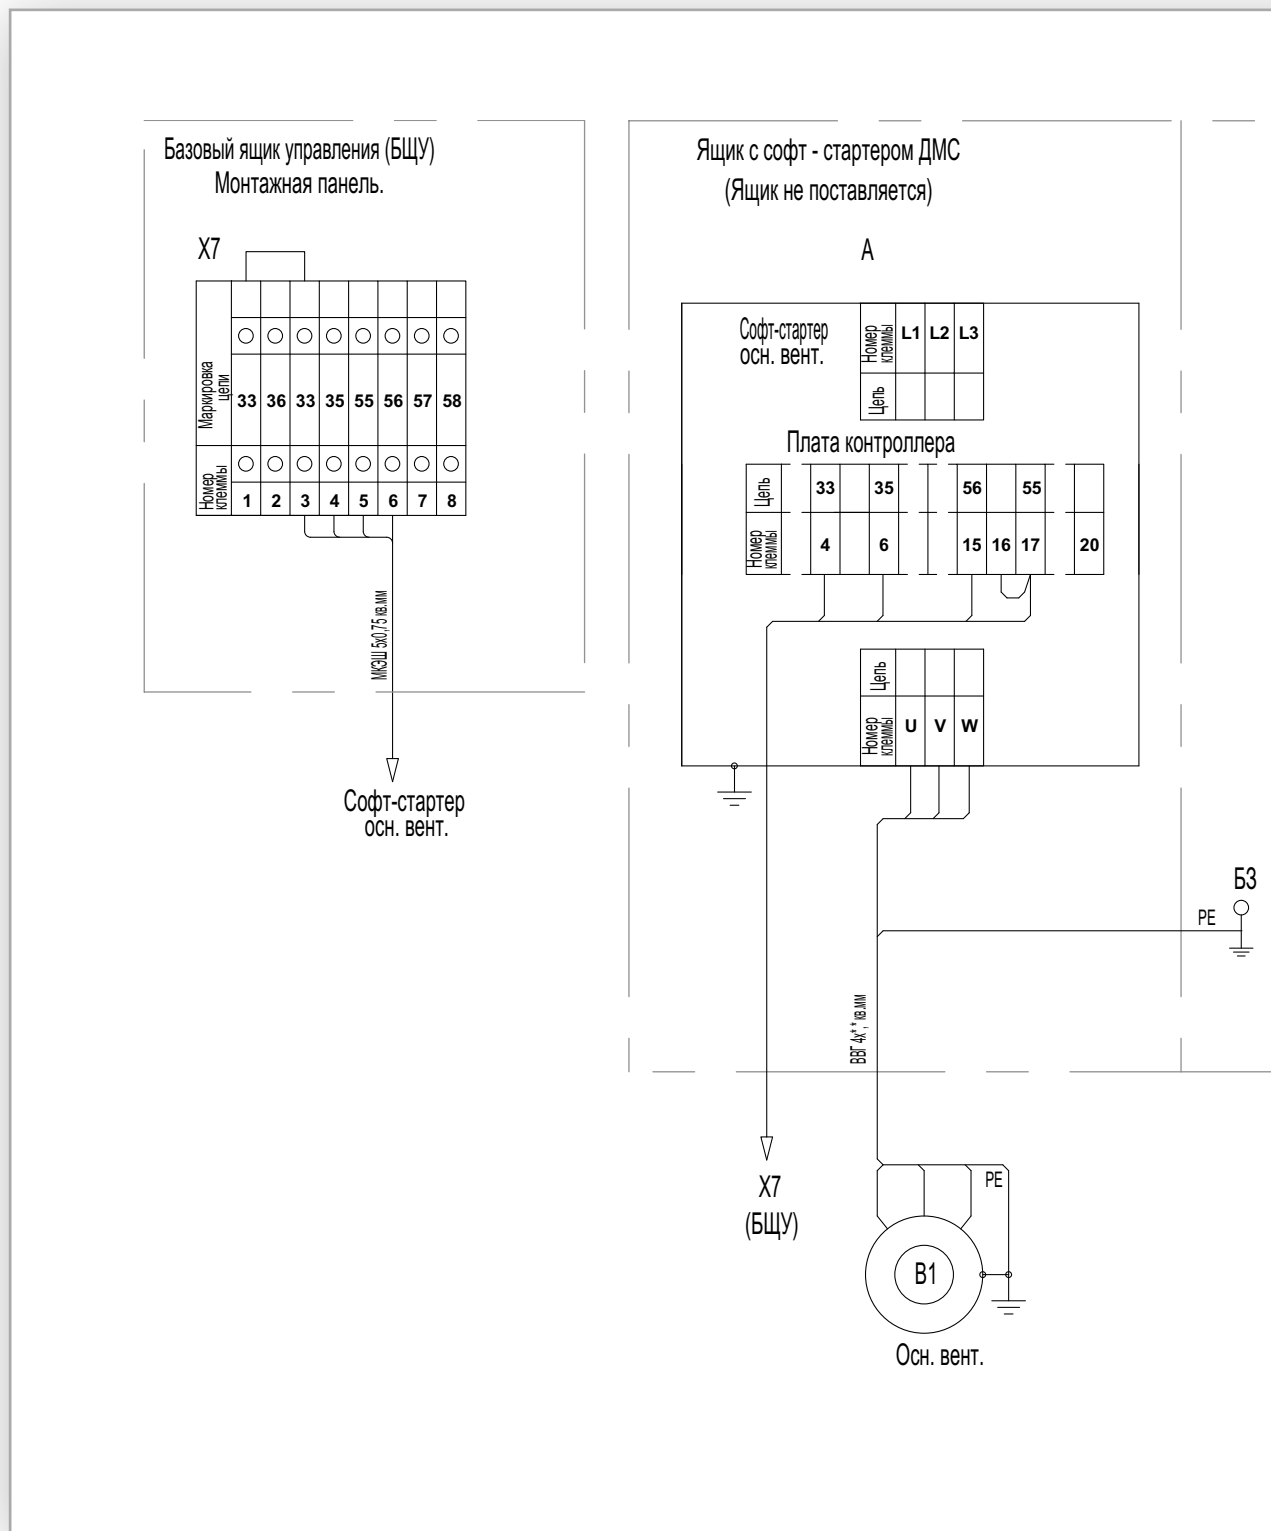 Базовый ящик управления (БЩУ)
Монтажная панель.
X7
Маркировка
цепи
33 36 33 35 55 56 57 58
Номер
клеммы
1 2 3 4 5 6 7 8
МКЭШ 5x0,75 кв.мм
Софт-стартер
осн. вент.
Ящик с софт - стартером ДМС
(Ящик не поставляется)
А
Софт-стартер
осн. вент.
Номер
клеммы
L1 L2 L3
Цепь
Плата контроллера
Цепь
33 35 56 55
Номер
клеммы
4 6 15 16 17 20
Цепь
Номер
клеммы
U V W
Б3
PE
ВВГ 4x*,* кв.мм
X7
(БЩУ)
PE
В1
Осн. вент.